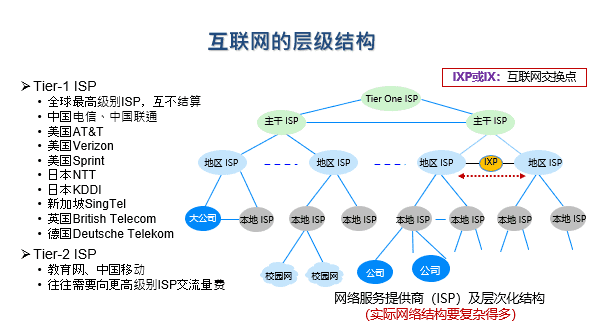 互联网的层级结构
IXP或IX：互联网交换点
➢Tier-1 ISP
• 全球最高级别ISP，互不结算
• 中国电信、中国联通
• 美国AT&T
• 美国Verizon
• 美国Sprint
• 日本NTT
• 日本KDDI
• 新加坡SingTel
• 英国British Telecom
• 德国Deutsche Telekom
➢Tier-2 ISP
• 教育网、中国移动
• 往往需要向更高级别ISP交流量费
Tier One ISP
主干 ISP
主干 ISP
地区 ISP
地区 ISP
地区 ISP
IXP
地区 ISP
大公司
本地 ISP
本地 ISP
本地 ISP
本地 ISP
本地 ISP
本地 ISP
本地 ISP
校园网
校园网
公司
公司
网络服务提供商（ISP）及层次化结构
(实际网络结构要复杂得多)